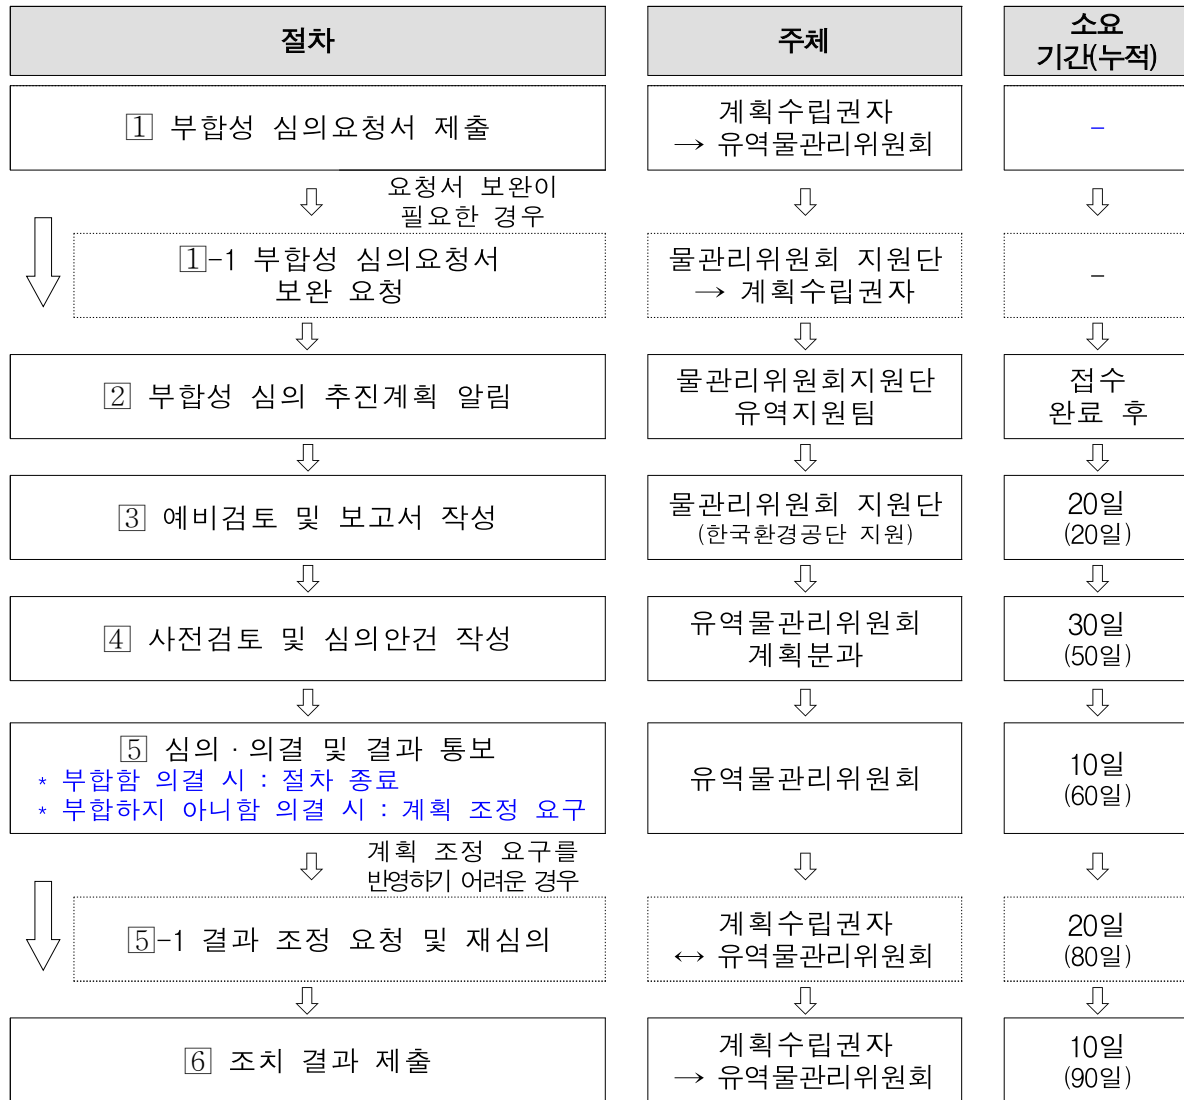 절차
주체
소요
기간(누적)
1 부합성 심의요청서 제출
계획수립권자
→ 유역물관리위원회
-
요청서 보완이
필요한 경우
1-1 부합성 심의요청서
보완 요청
물관리위원회 지원단
→ 계획수립권자
-
2 부합성 심의 추진계획 알림
물관리위원회지원단
유역지원팀
접수
완료 후
3 예비검토 및 보고서 작성
물관리위원회 지원단
(한국환경공단 지원)
20일
(20일)
4 사전검토 및 심의안건 작성
유역물관리위원회
계획분과
30일
(50일)
5 심의·의결 및 결과 통보
* 부합함 의결 시 : 절차 종료
* 부합하지 아니함 의결 시 : 계획 조정 요구
유역물관리위원회
10일
(60일)
계획 조정 요구를
반영하기 어려운 경우
5-1 결과 조정 요청 및 재심의
계획수립권자
↔ 유역물관리위원회
20일
(80일)
6 조치 결과 제출
계획수립권자
→ 유역물관리위원회
10일
(90일)